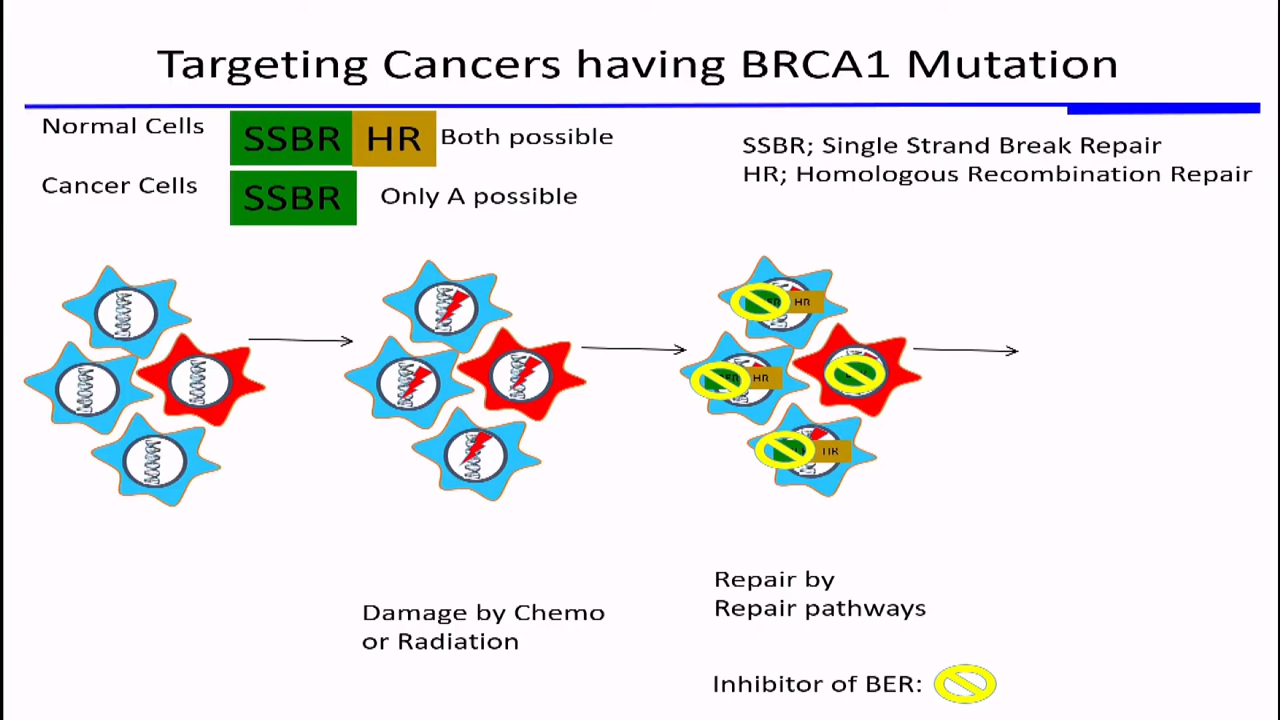 Targeting Cancers having BRCA1 Mutation
Normal Cells
SSBR HR
Both possible
Cancer Cells
SSBR
Only A possible
SSBR; Single Strand Break Repair
HR; Homologous Recombination Repair
HR
HR
HR
Damage by Chemo
or Radiation
Repair by
Repair pathways
Inhibitor of BER: